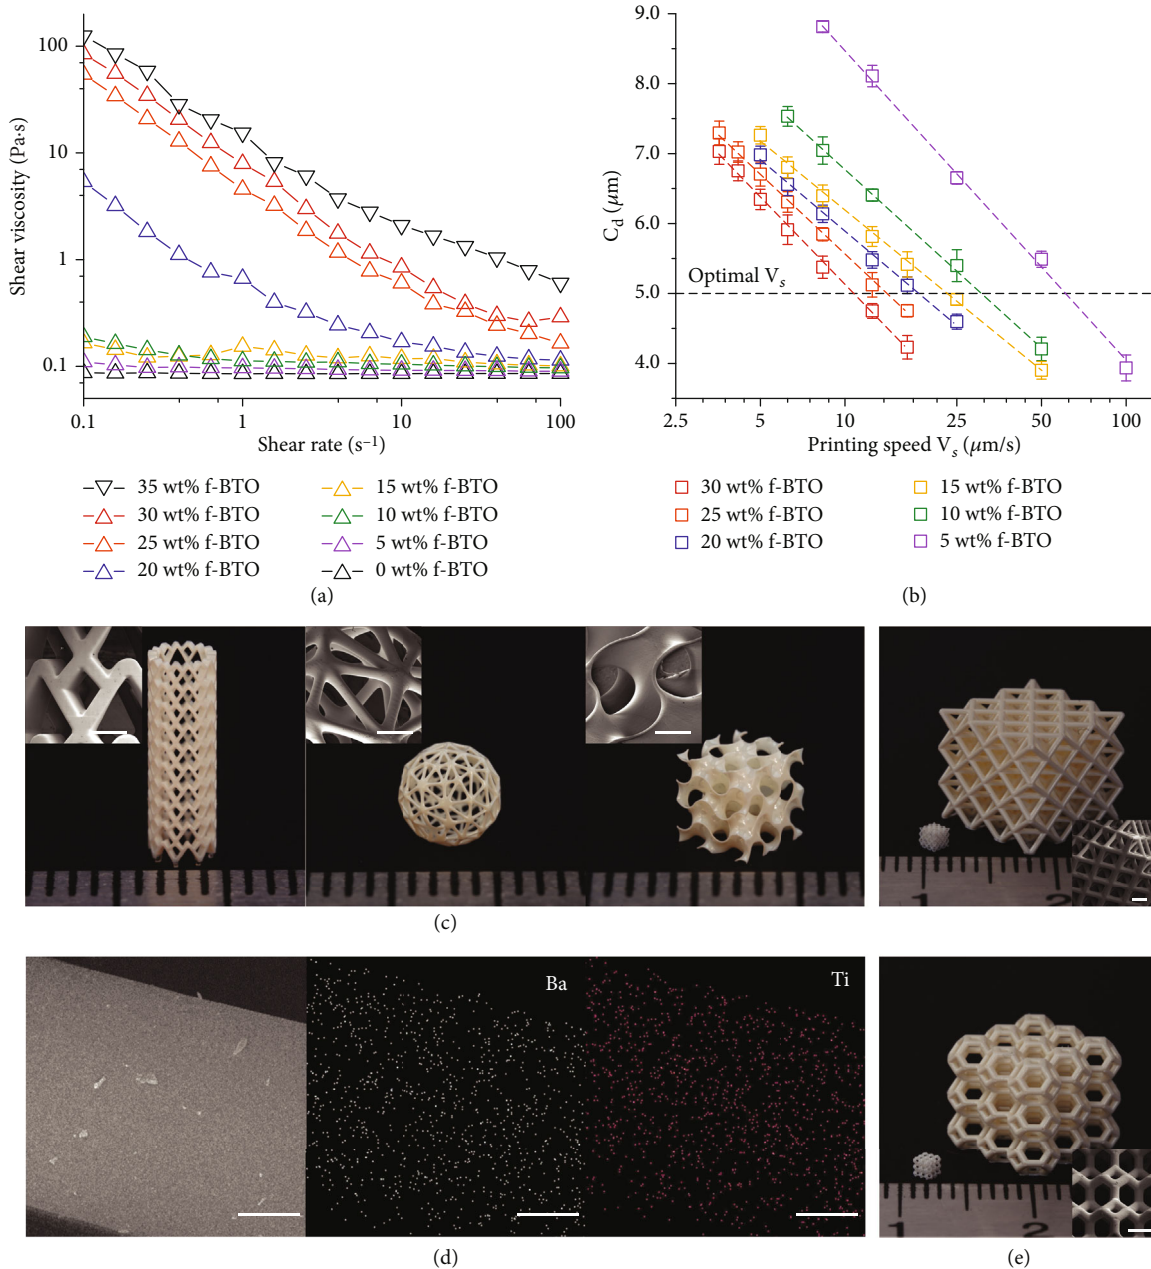 (a)
100
10
1
0.1
Shear viscosity (Pa·s)
0.1
1
10
100
Shear rate (s⁻¹)
35 wt% f-BTO
30 wt% f-BTO
25 wt% f-BTO
20 wt% f-BTO
15 wt% f-BTO
10 wt% f-BTO
5 wt% f-BTO
0 wt% f-BTO
9.0
8.0
7.0
6.0
5.0
4.0
C_d (μm)
Optimal V_s
2.5
5
10
25
50
100
Printing speed V_s (μm/s)
30 wt% f-BTO
25 wt% f-BTO
20 wt% f-BTO
15 wt% f-BTO
10 wt% f-BTO
5 wt% f-BTO
(b)
1
2
(c)
Ba
Ti
(d)
1
2
(e)